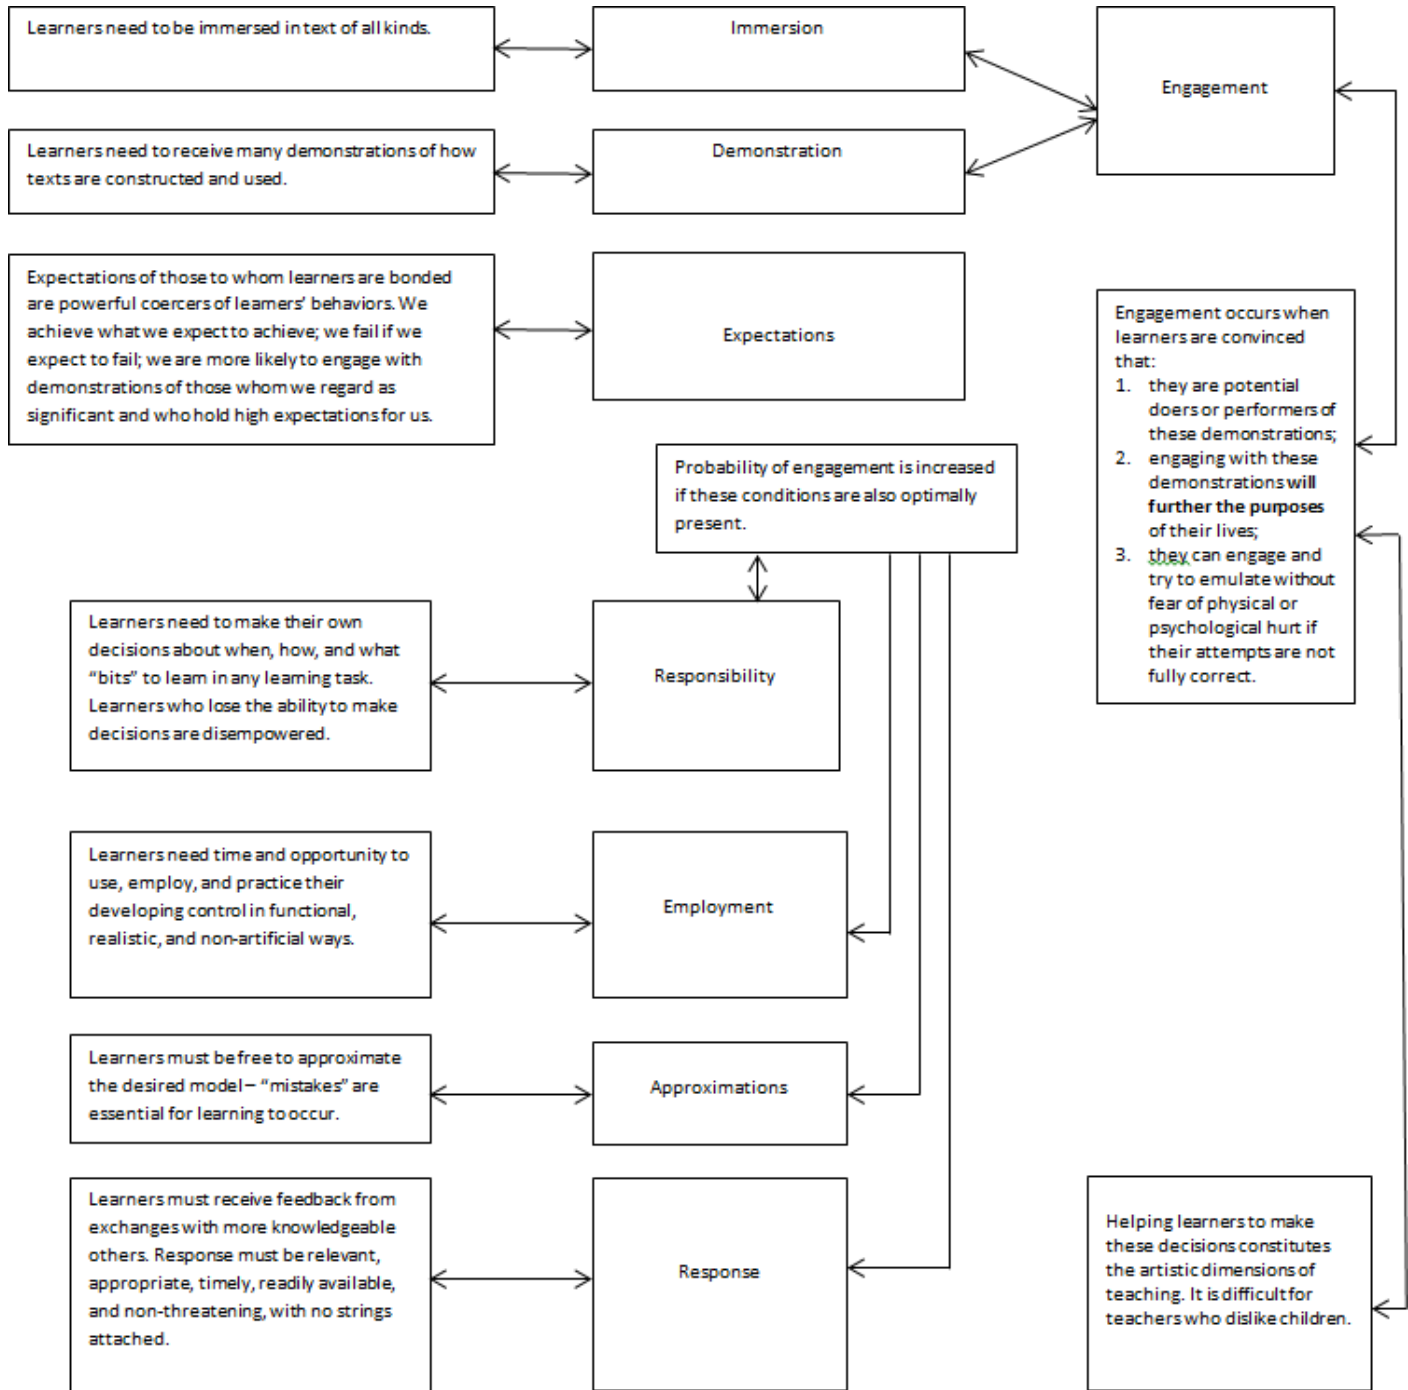 Learners need to be immersed in text of all kinds.
Immersion
Engagement
Learners need to receive many demonstrations of how
texts are constructed and used.
Demonstration
Expectations of those to whom learners are bonded
are powerful coercers of learners' behaviors. We
achieve what we expect to achieve; we fail if we
expect to fail; we are more likely to engage with
demonstrations of those whom we regard as
significant and who hold high expectations for us.
Expectations
Engagement occurs when
learners are convinced
that:
1. they are potential
doers or performers of
these demonstrations;
2. engaging with these
demonstrations will
further the purposes
of their lives;
3. they can engage and
try to emulate without
fear of physical or
psychological hurt if
their attempts are not
fully correct.
Probability of engagement is increased
if these conditions are also optimally
present.
Learners need to make their own
decisions about when, how, and what
“bits” to learn in any learning task.
Learners who lose the ability to make
decisions are disempowered.
Responsibility
Learners need time and opportunity to
use, employ, and practice their
developing control in functional,
realistic, and non-artificial ways.
Employment
Learners must be free to approximate
the desired model – “mistakes” are
essential for learning to occur.
Approximations
Learners must receive feedback from
exchanges with more knowledgeable
others. Response must be relevant,
appropriate, timely, readily available,
and non-threatening, with no strings
attached.
Response
Helping learners to make
these decisions constitutes
the artistic dimensions of
teaching. It is difficult for
teachers who dislike children.